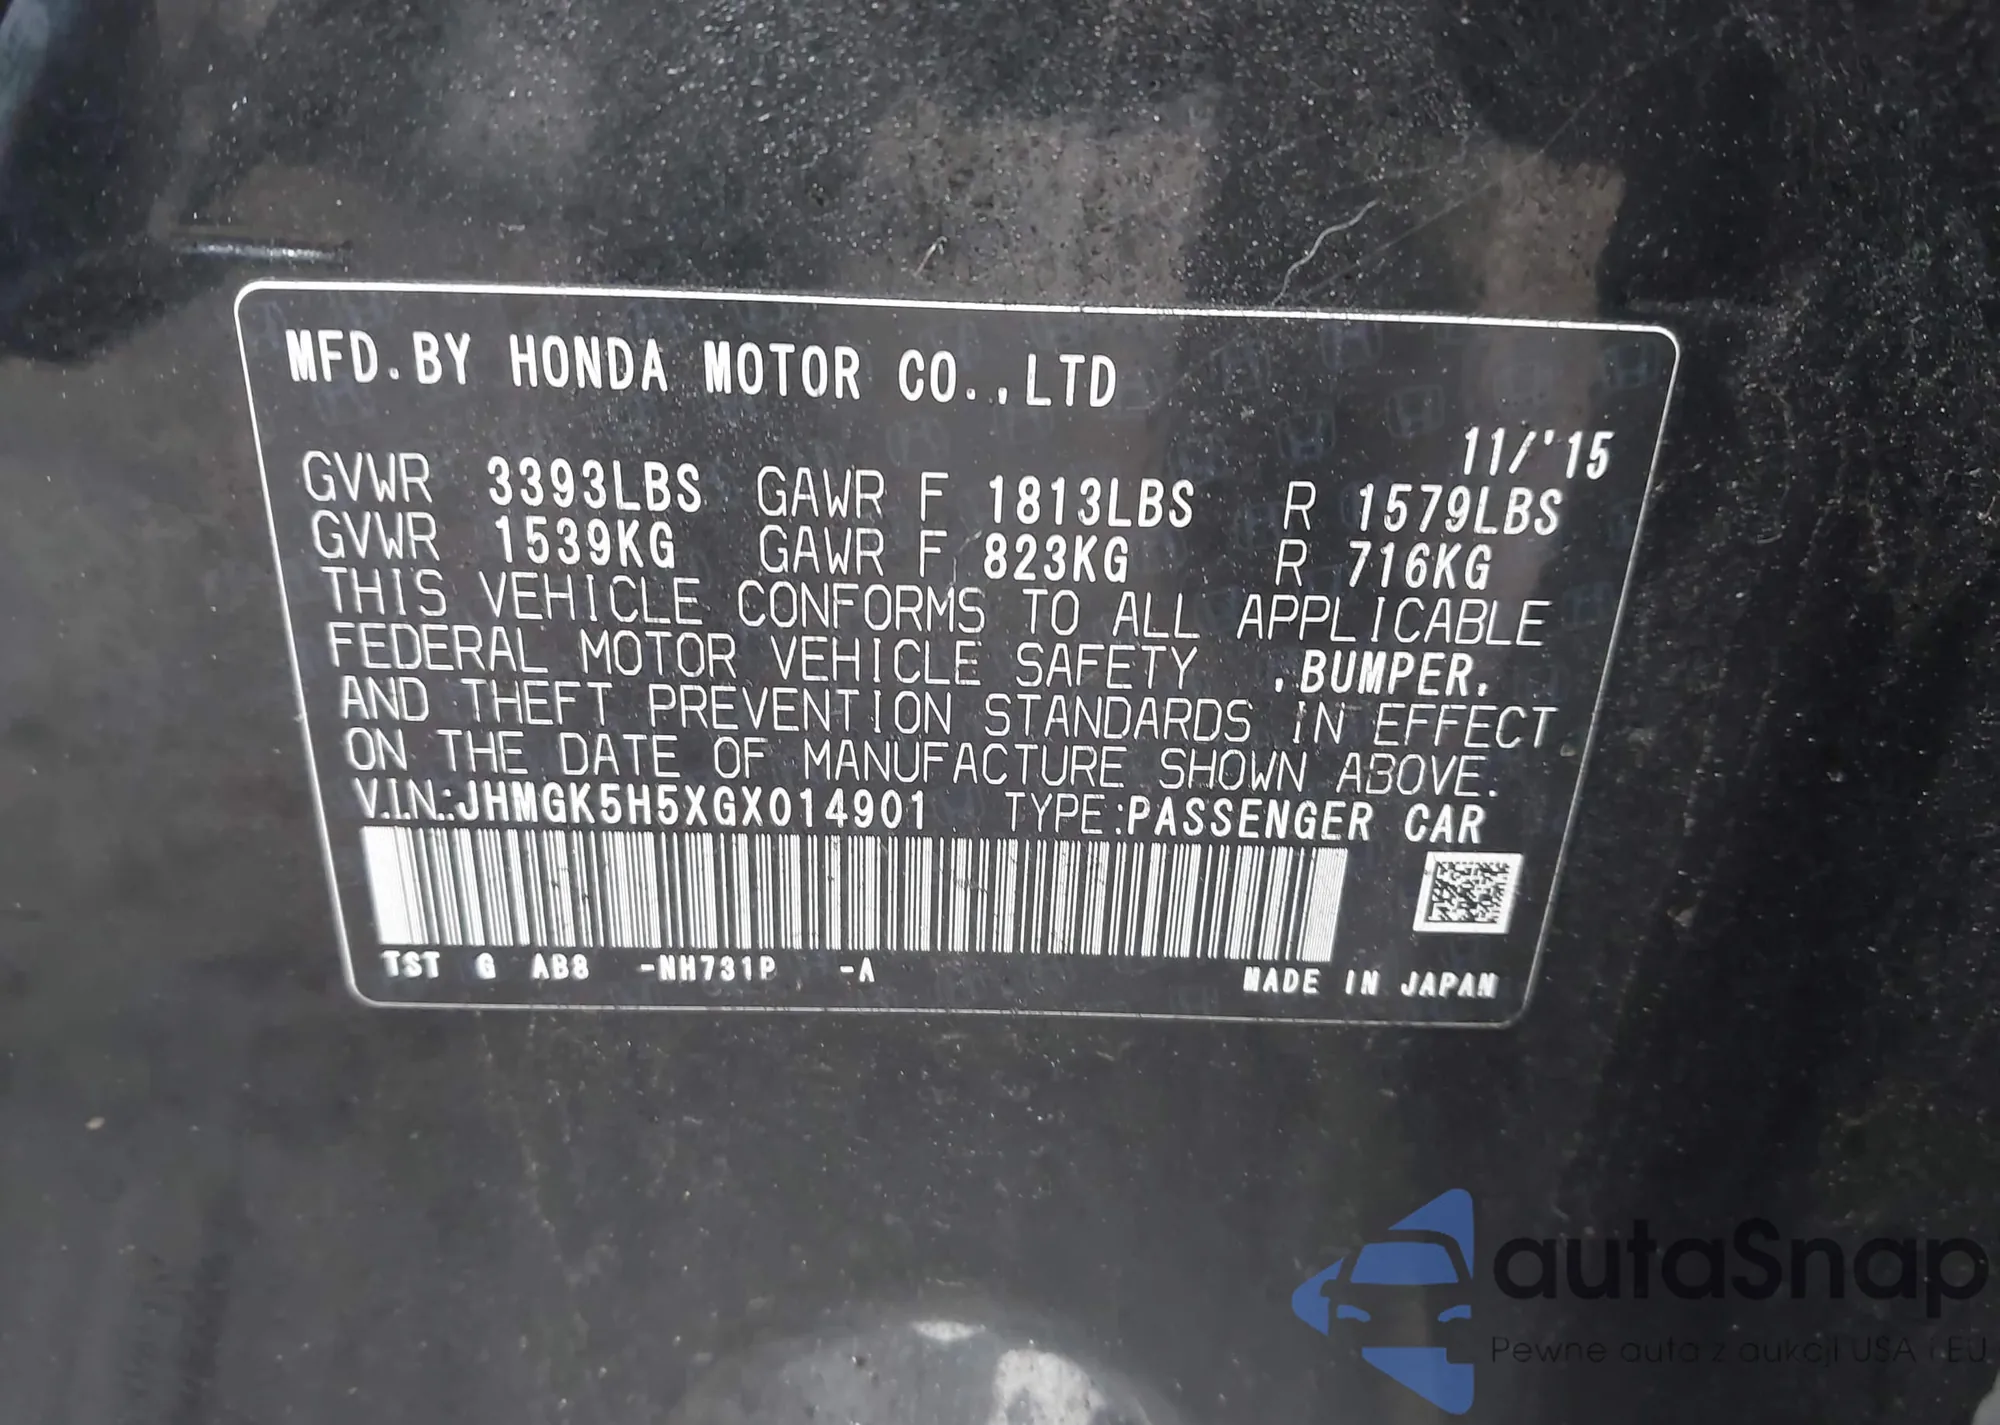 MFD.BY HONDA MOTOR CO.,LTD
11/'15
GVWR 3393LBS GAWR F 1813LBS R 1579LBS
GVWR 1539KG GAWR F 823KG R 716KG
THIS VEHICLE CONFORMS TO ALL APPLICABLE
FEDERAL MOTOR VEHICLE SAFETY ,BUMPER,
AND THEFT PREVENTION STANDARDS IN EFFECT
ON THE DATE OF MANUFACTURE SHOWN ABOVE.
V.I.N.:JHMGK5H5XGX014901 TYPE:PASSENGER CAR
TST G AB8 -NH731P -A MADE IN JAPAN
autaSnap
Pewne auta z aukcji USA i EU